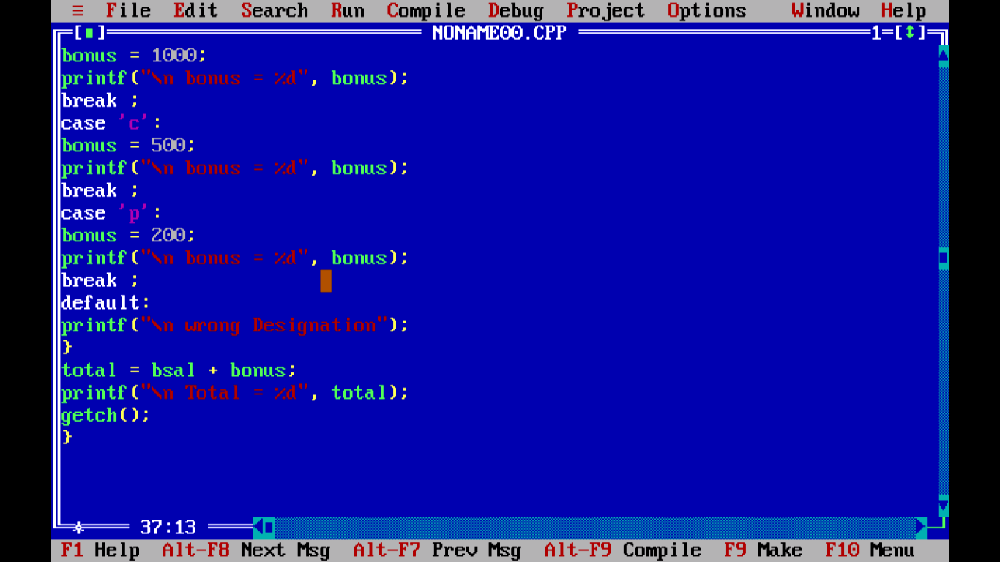 ≡ File Edit Search Run Compile Debug Project Options Window Help
[■] NONAME00.CPP 1=[↕]
bonus = 1000;
printf("\n bonus = %d", bonus);
break ;
case 'c':
bonus = 500;
printf("\n bonus = %d", bonus);
break ;
case 'p':
bonus = 200;
printf("\n bonus = %d", bonus);
break ;
default:
printf("\n wrong Designation");
}
total = bsal + bonus;
printf("\n Total = %d", total);
getch();
}
37:13
F1 Help Alt-F8 Next Msg Alt-F7 Prev Msg Alt-F9 Compile F9 Make F10 Menu